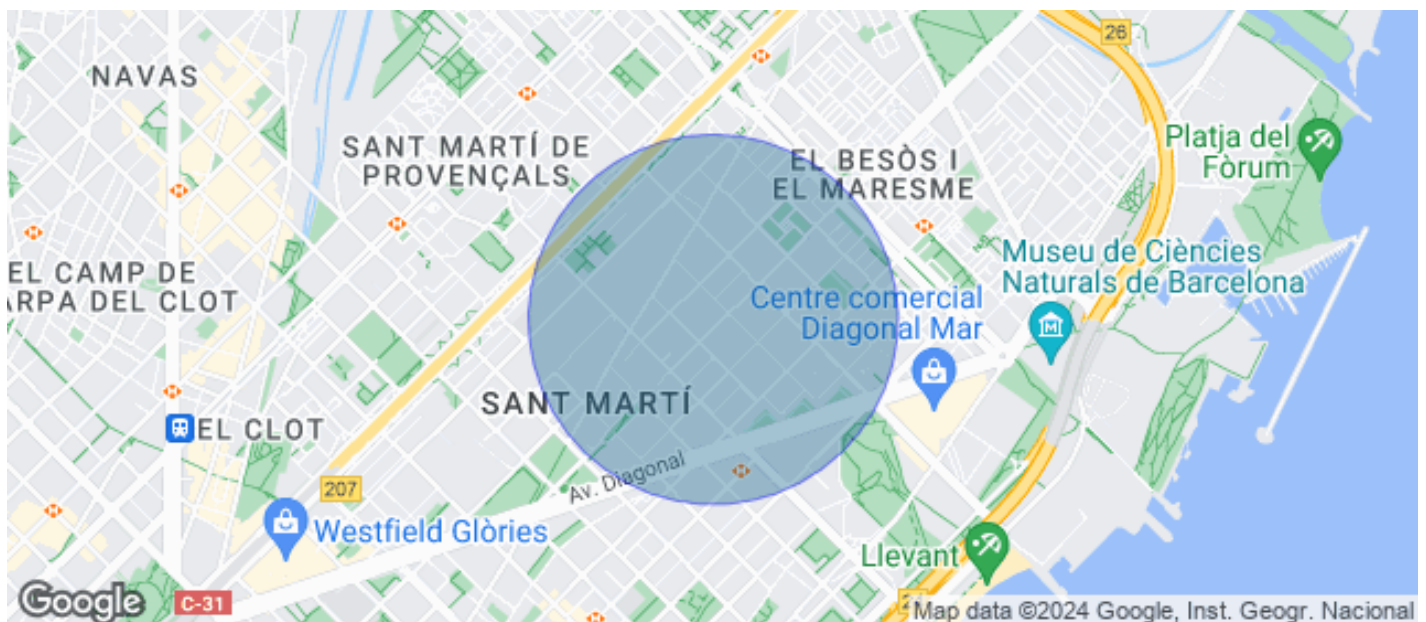 26
NAVAS
SANT MARTÍ DE
PROVENÇALS
EL BESÒS I
EL MARESME
Platja del
Fòrum
EL CAMP DE
ARPA DEL CLOT
Museu de Ciències
Naturals de Barcelona
Centre comercial
Diagonal Mar
SANT MARTÍ
EL CLOT
Av. Diagonal
207
Westfield Glòries
Llevant
Google
C-31
Map data ©2024 Google, Inst. Geogr. Nacional